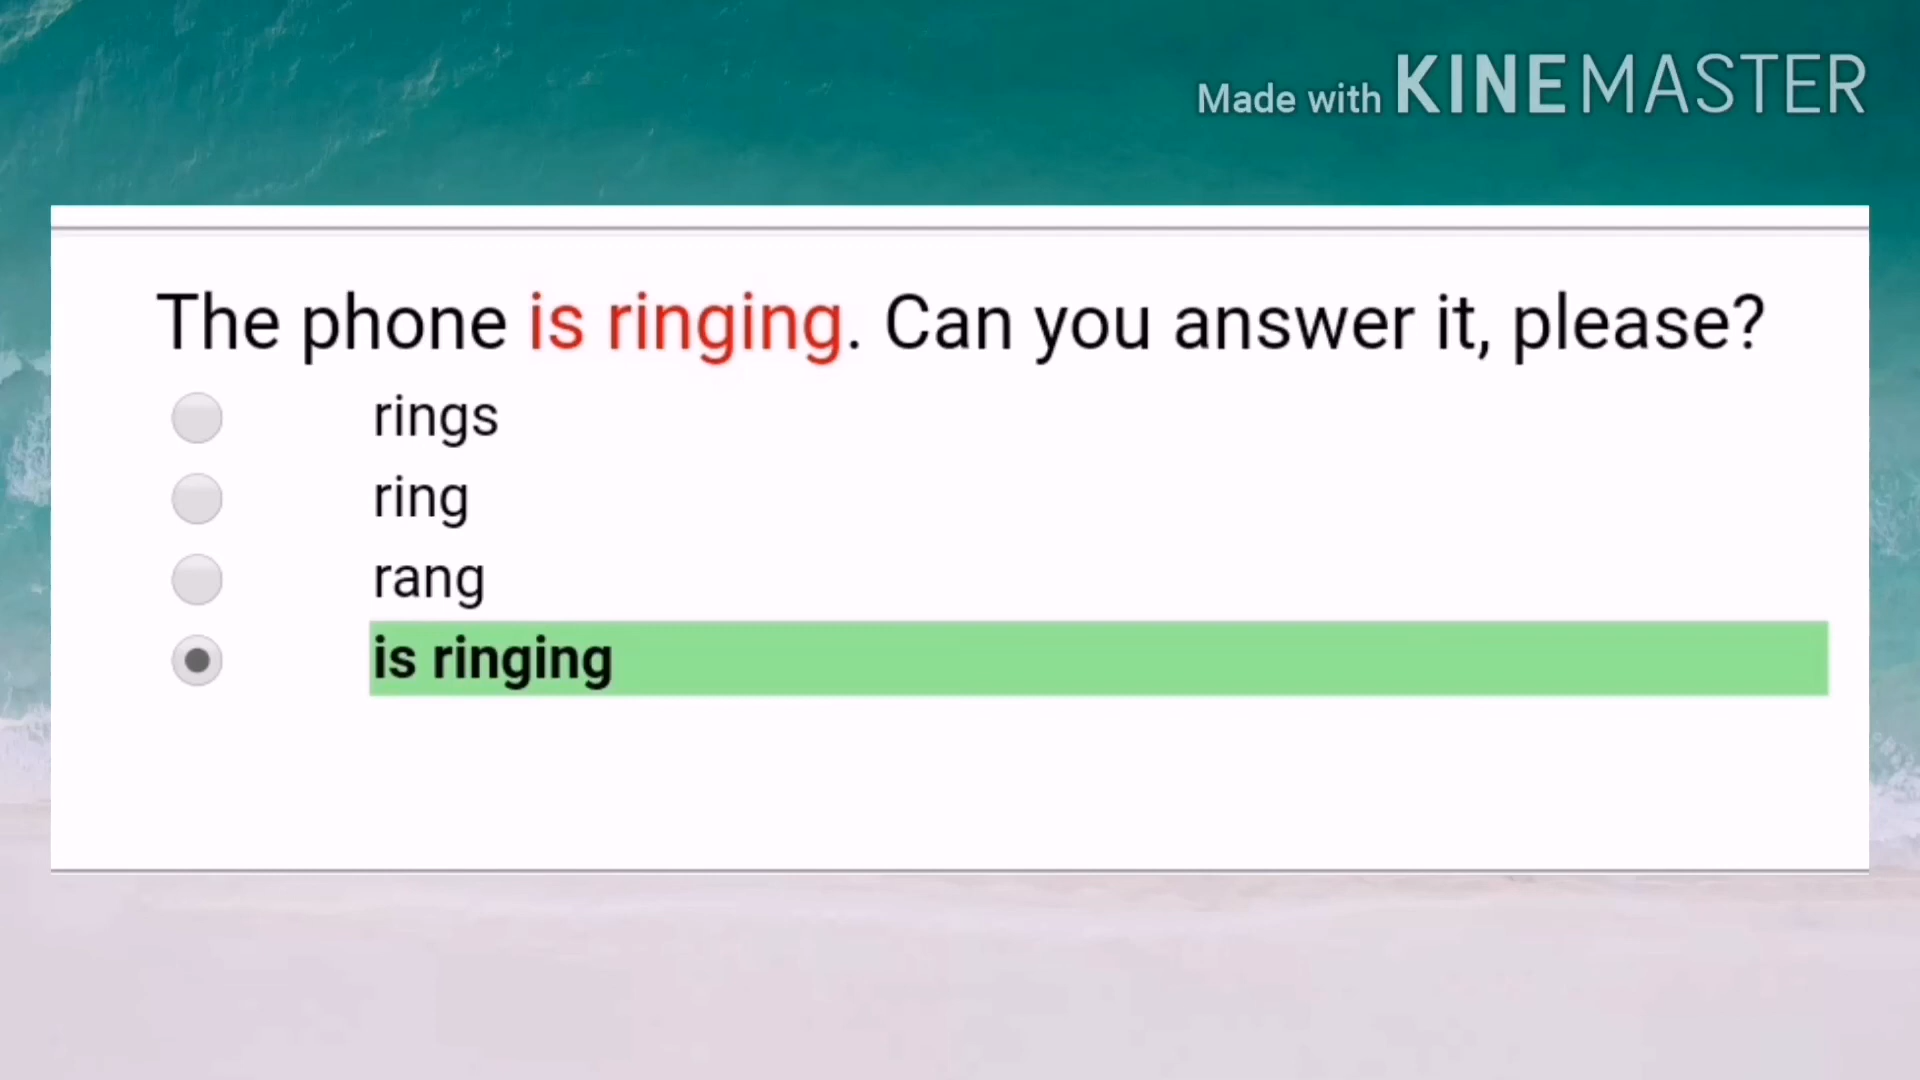 Made with KINEMASTER
The phone is ringing. Can you answer it, please?
rings
ring
rang
is ringing